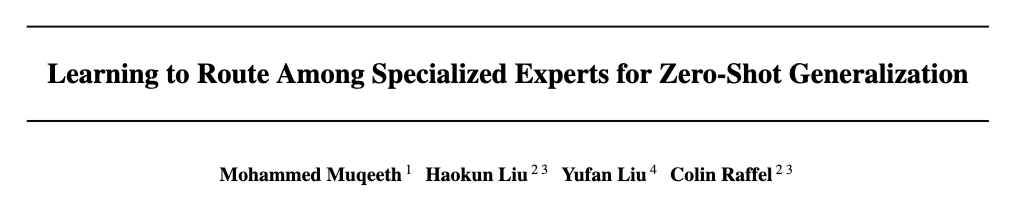 Learning to Route Among Specialized Experts for Zero-Shot Generalization
Mohammed Muqeeth 1 Haokun Liu 2 3 Yufan Liu 4 Colin Raffel 2 3